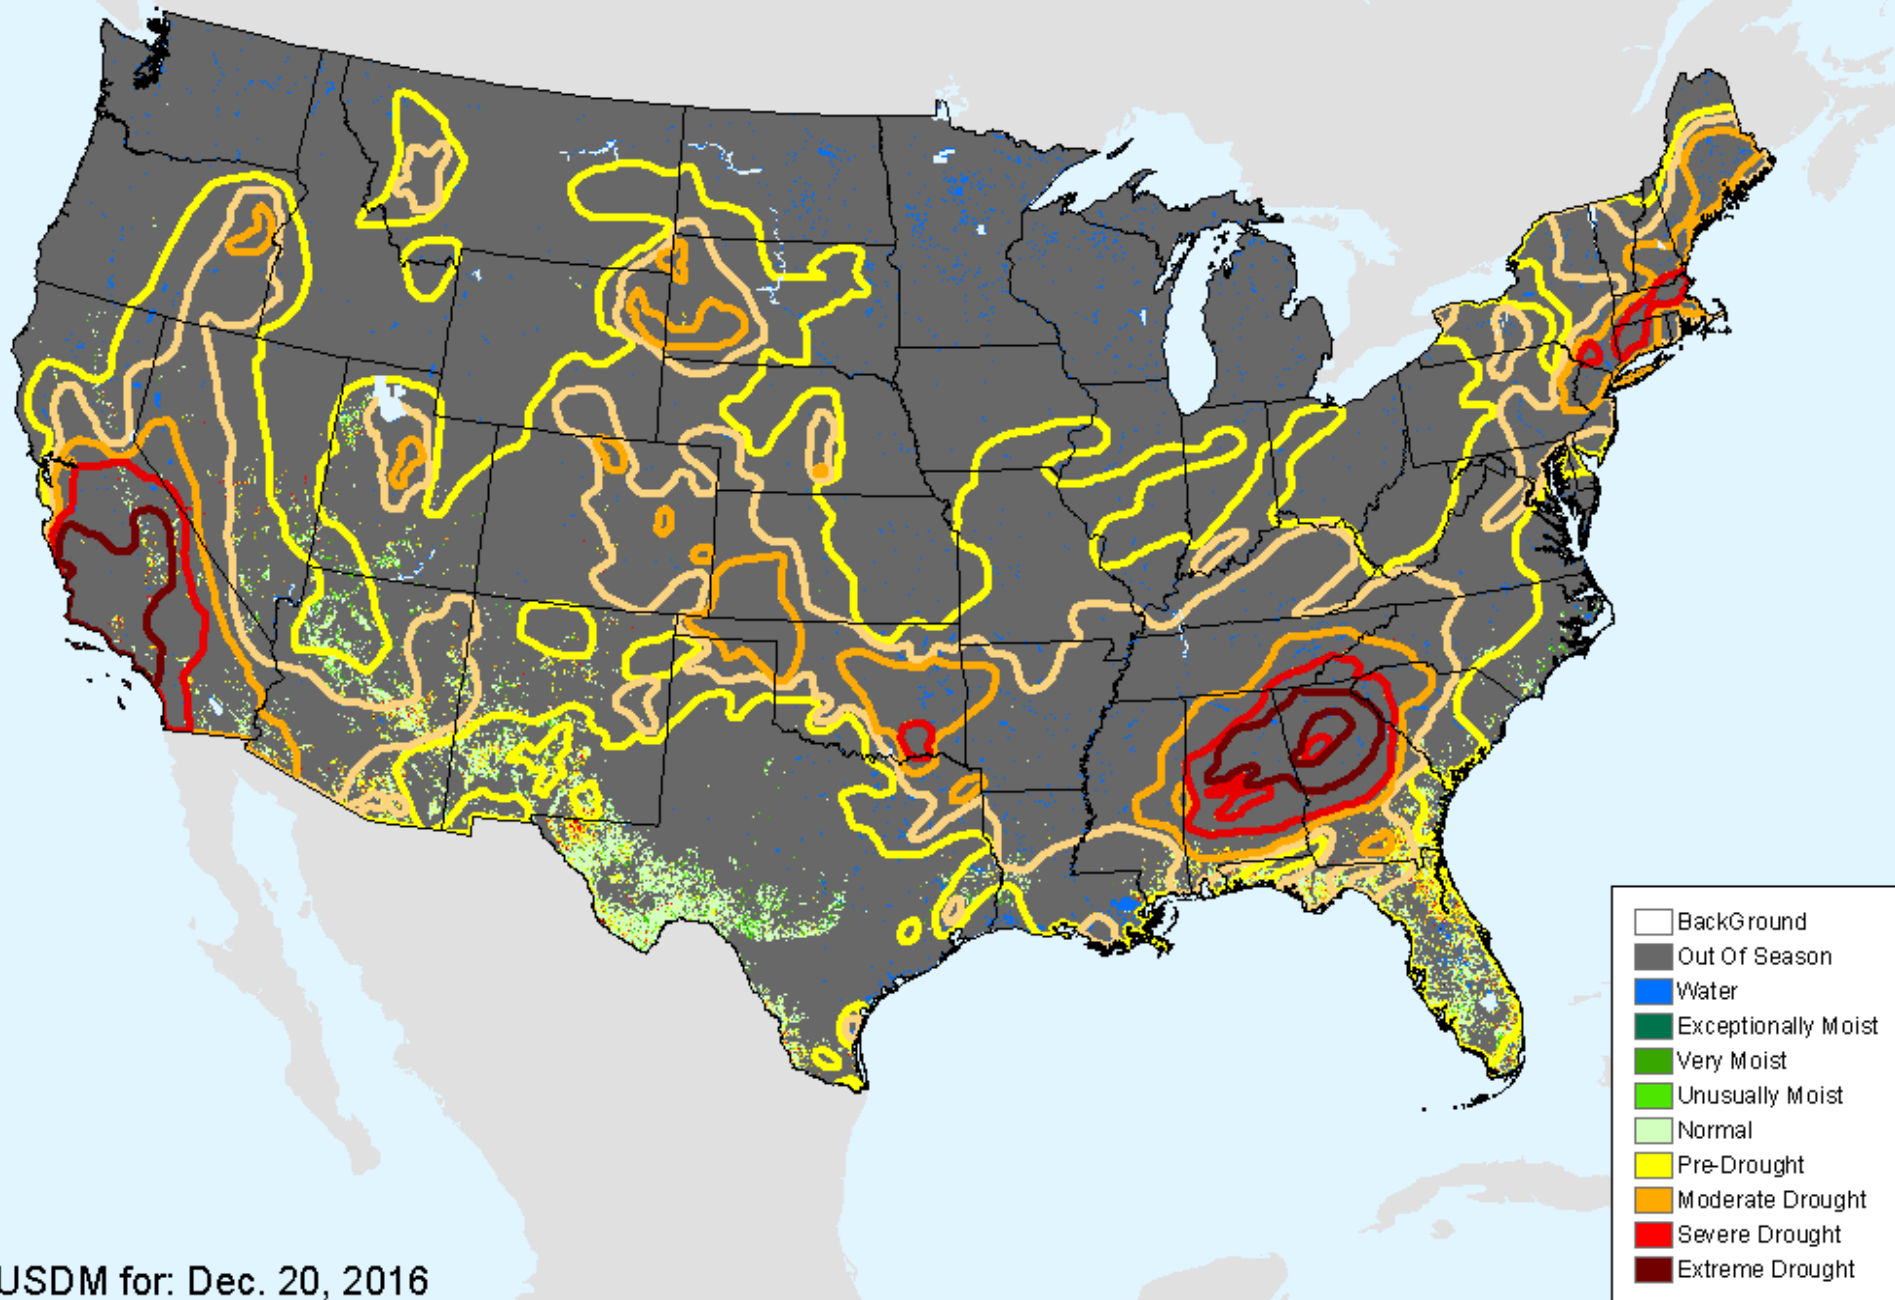 BackGround
Out Of Season
Water
Exceptionally Moist
Very Moist
Unusually Moist
Normal
Pre-Drought
Moderate Drought
Severe Drought
Extreme Drought
USDM for: Dec. 20, 2016